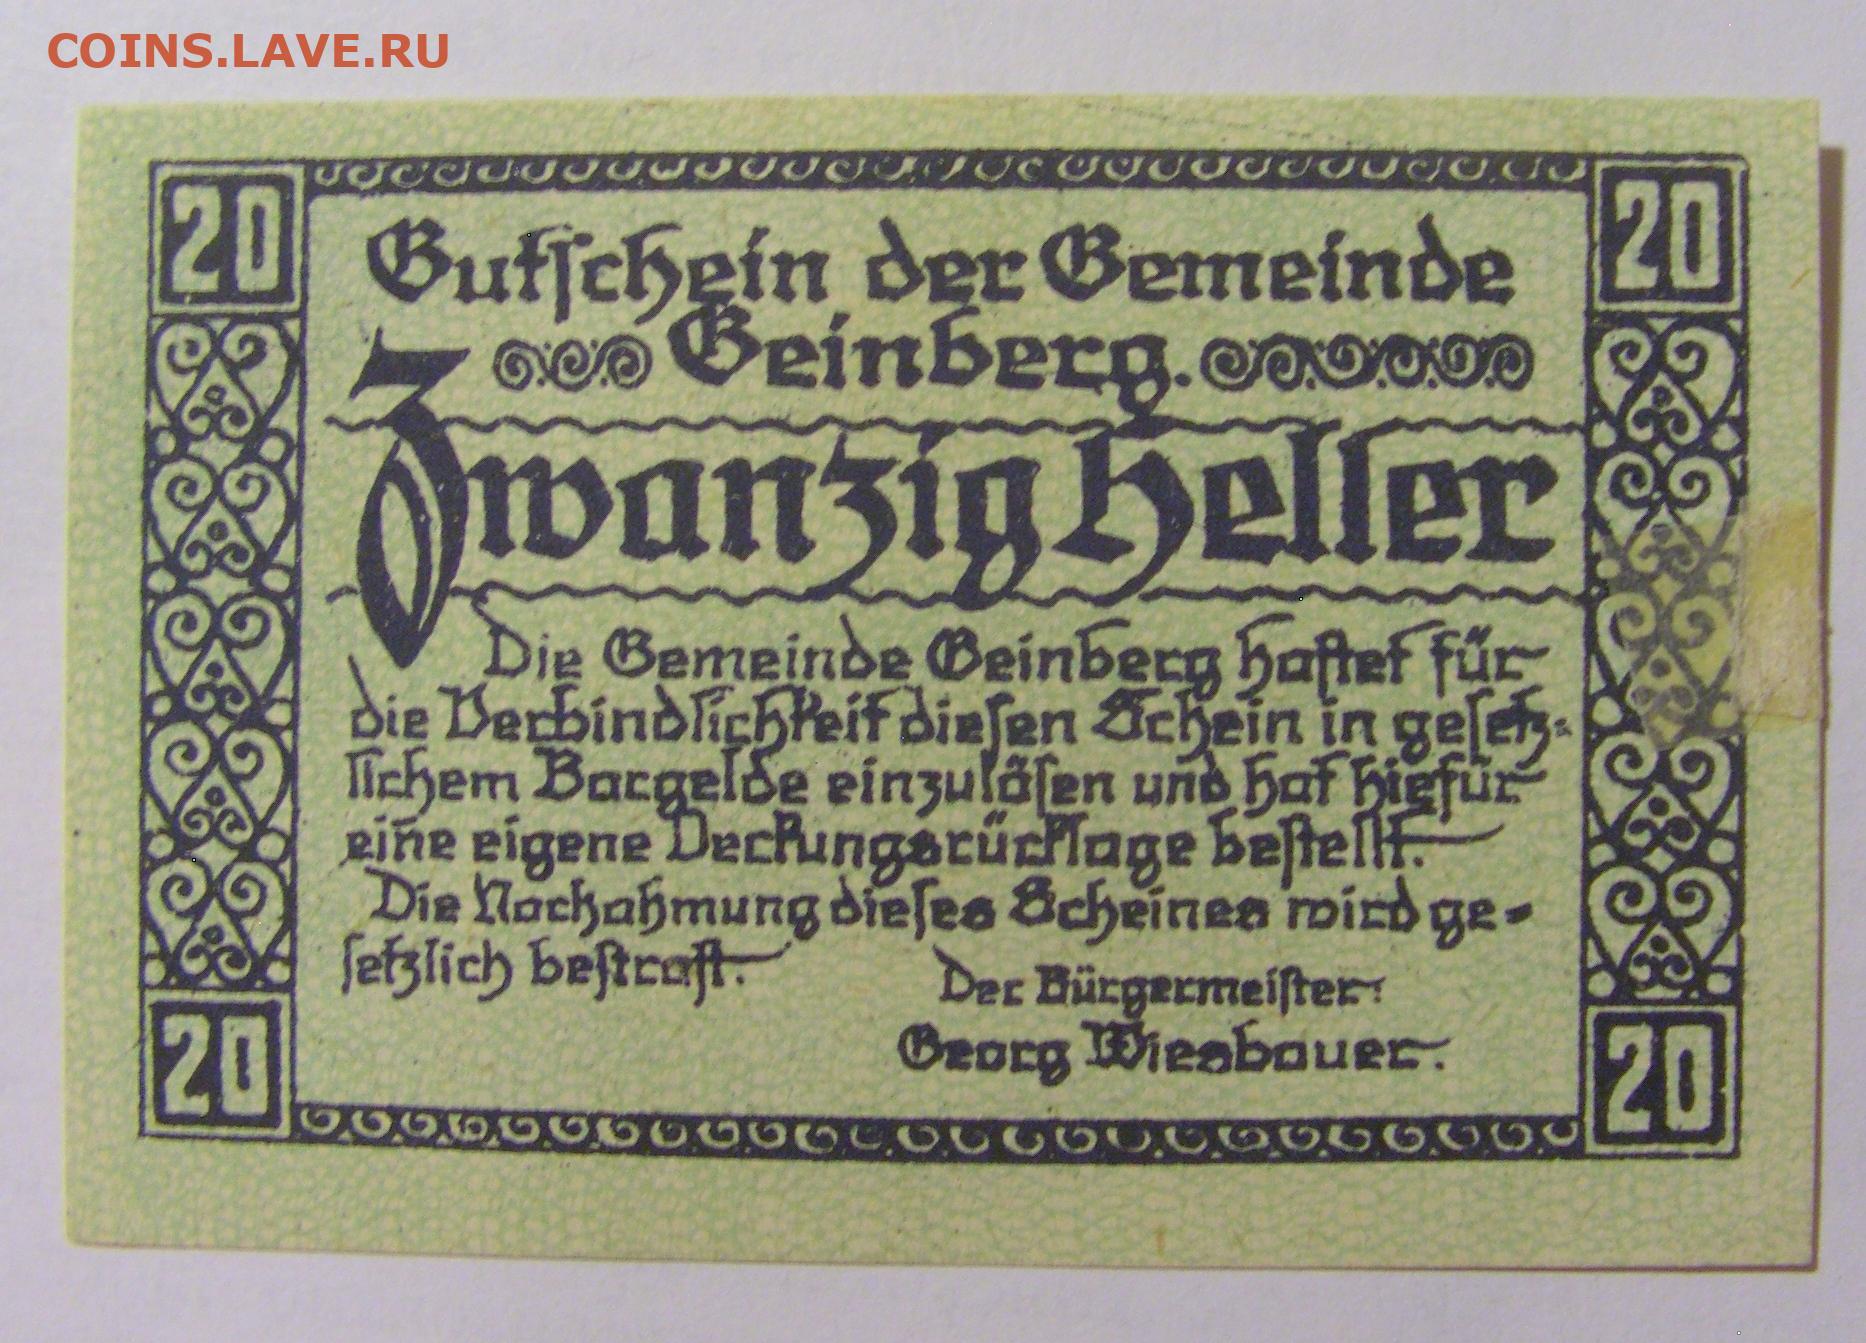 COINS.LAVE.RU
20 20
Gutschein der Gemeinde
Geinberg.
Zwanzig Heller
Die Gemeinde Geinberg haftet für
die Verbindlichkeit diesen Schein in gesetz=
lichem Bargelde einzulösen und hat hiefür
eine eigene Deckungsrücklage bestellt.
Die Nachahmung dieses Scheines wird ge-
setzlich bestraft.
Der Bürgermeister:
Georg Wiesbauer.
20 20